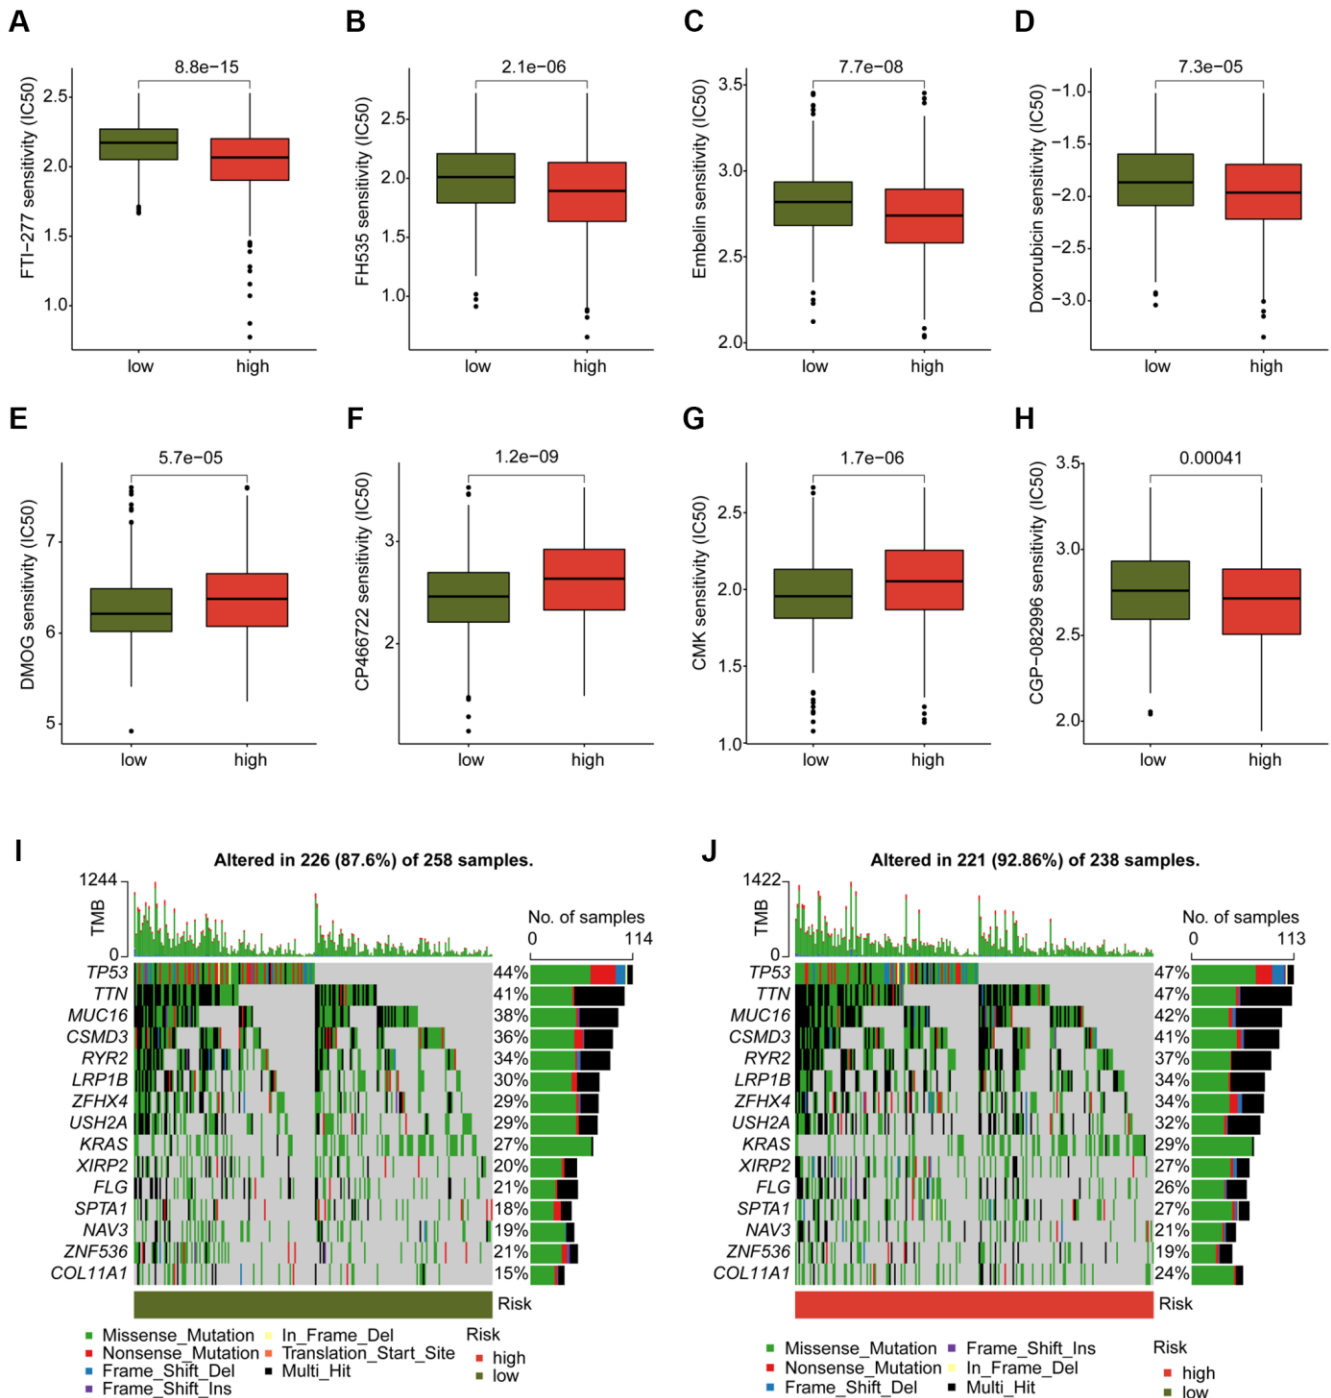 A
B
C
D
8.8e−15
2.1e−06
7.7e−08
7.3e−05
FTI−277 sensitivity (IC50)
2.5
2.0
1.5
1.0
low high
FH535 sensitivity (IC50)
2.5
2.0
1.5
1.0
low high
Embelin sensitivity (IC50)
3.5
3.0
2.5
2.0
low high
Doxorubicin sensitivity (IC50)
−1.0
−1.5
−2.0
−2.5
−3.0
low high
E
F
G
H
5.7e−05
1.2e−09
1.7e−06
0.00041
DMOG sensitivity (IC50)
7
6
5
low high
CP466722 sensitivity (IC50)
3
2
low high
CMK sensitivity (IC50)
2.5
2.0
1.5
1.0
low high
CGP−082996 sensitivity (IC50)
3.5
3.0
2.5
2.0
low high
I
Altered in 226 (87.6%) of 258 samples.
1244
TMB
0
No. of samples
0 114
TP53 44%
TTN 41%
MUC16 38%
CSMD3 36%
RYR2 34%
LRP1B 30%
ZFHX4 29%
USH2A 29%
KRAS 27%
XIRP2 20%
FLG 21%
SPTA1 18%
NAV3 19%
ZNF536 21%
COL11A1 15%
Risk
Missense_Mutation
Nonsense_Mutation
Frame_Shift_Del
Frame_Shift_Ins
In_Frame_Del
Translation_Start_Site
Multi_Hit
Risk
high
low
J
Altered in 221 (92.86%) of 238 samples.
1422
TMB
0
No. of samples
0 113
TP53 47%
TTN 47%
MUC16 42%
CSMD3 41%
RYR2 37%
LRP1B 34%
ZFHX4 34%
USH2A 32%
KRAS 29%
XIRP2 27%
FLG 26%
SPTA1 27%
NAV3 21%
ZNF536 19%
COL11A1 24%
Risk
Missense_Mutation
Nonsense_Mutation
Frame_Shift_Del
Frame_Shift_Ins
In_Frame_Del
Multi_Hit
Risk
high
low